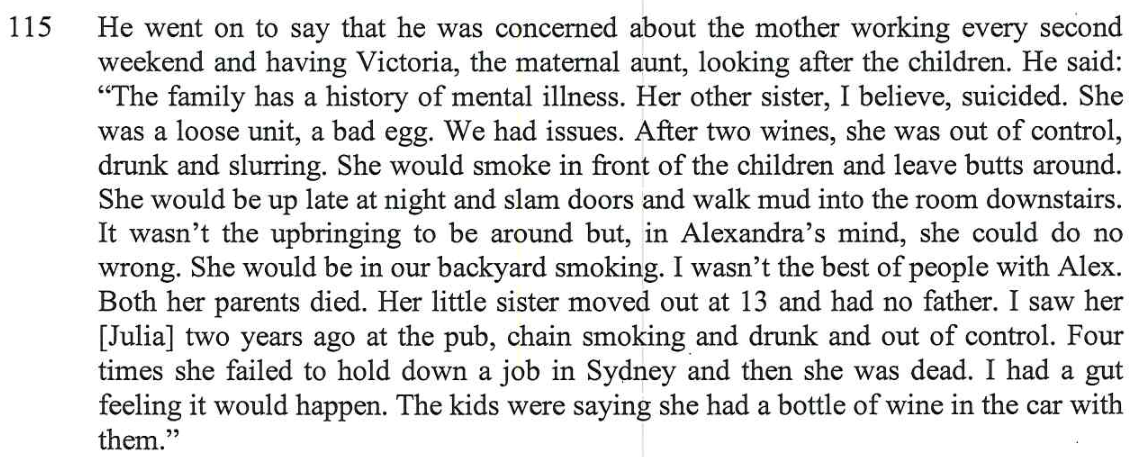 115 He went on to say that he was concerned about the mother working every second
weekend and having Victoria, the maternal aunt, looking after the children. He said:
“The family has a history of mental illness. Her other sister, I believe, suicided. She
was a loose unit, a bad egg. We had issues. After two wines, she was out of control,
drunk and slurring. She would smoke in front of the children and leave butts around.
She would be up late at night and slam doors and walk mud into the room downstairs.
It wasn’t the upbringing to be around but, in Alexandra’s mind, she could do no
wrong. She would be in our backyard smoking. I wasn’t the best of people with Alex.
Both her parents died. Her little sister moved out at 13 and had no father. I saw her
[Julia] two years ago at the pub, chain smoking and drunk and out of control. Four
times she failed to hold down a job in Sydney and then she was dead. I had a gut
feeling it would happen. The kids were saying she had a bottle of wine in the car with
them.”